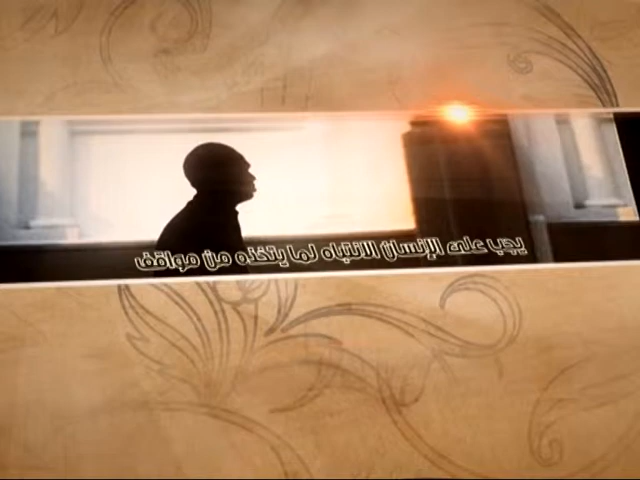 يجب على الإنسان الانتباه لما يتخذه من مواقف